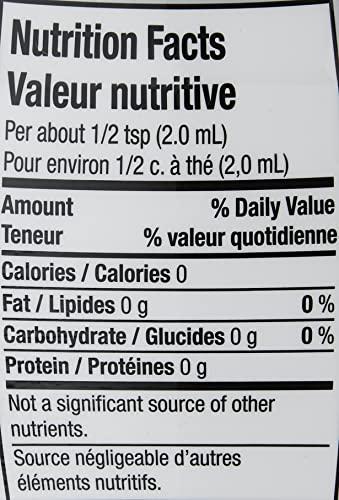 Nutrition Facts
Valeur nutritive
Per about 1/2 tsp (2.0 mL)
Pour environ 1/2 c. à thé (2,0 mL)
Amount % Daily Value
Teneur % valeur quotidienne
Calories / Calories 0
Fat / Lipides 0 g 0 %
Carbohydrate / Glucides 0 g 0 %
Protein / Protéines 0 g
Not a significant source of other
nutrients.
Source négligeable d'autres
éléments nutritifs.